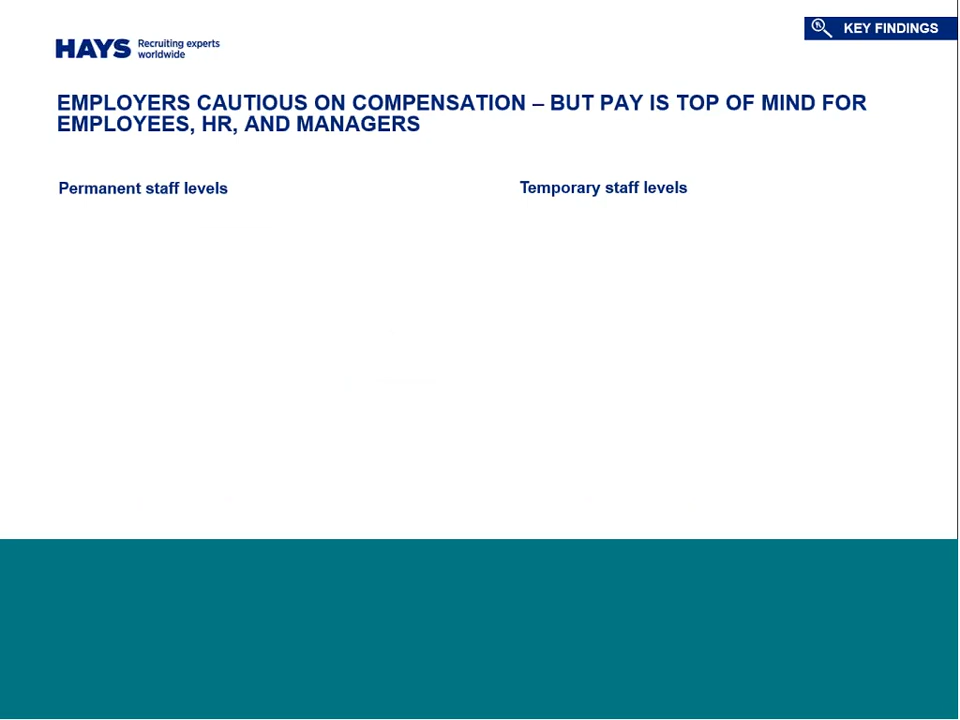 KEY FINDINGS
HAYS Recruiting experts
worldwide
EMPLOYERS CAUTIOUS ON COMPENSATION – BUT PAY IS TOP OF MIND FOR
EMPLOYEES, HR, AND MANAGERS
Permanent staff levels
Temporary staff levels